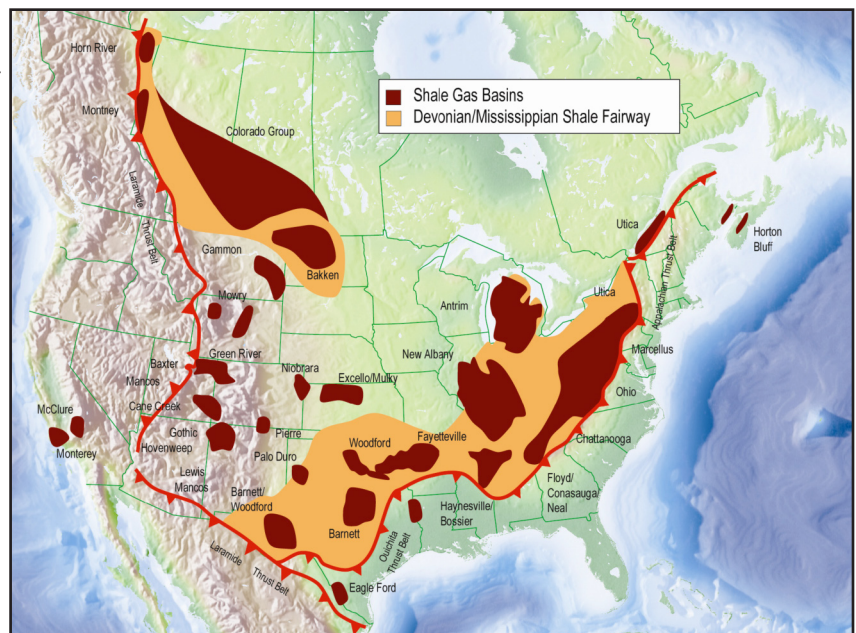 Horn River
Montney
Colorado Group
Shale Gas Basins
Devonian/Mississippian Shale Fairway
Laramide
Thrust Belt
Gammon
Bakken
Mowry
Utica
Horton
Bluff
Appalachian Thrust Belt
Utica
Antrim
New Albany
Marcellus
Green River
Baxter
Mancos
Niobrara
Excello/Mulky
Ohio
Cane Creek
McClure
Monterey
Gothic
Hovenweep
Pierre
Palo Duro
Woodford
Fayetteville
Chattanooga
Lewis
Mancos
Barnett/
Woodford
Barnett
Haynesville/
Bossier
Floyd/
Conasauga/
Neal
Ouichita
Thrust Belt
Laramide
Thrust Belt
Eagle Ford